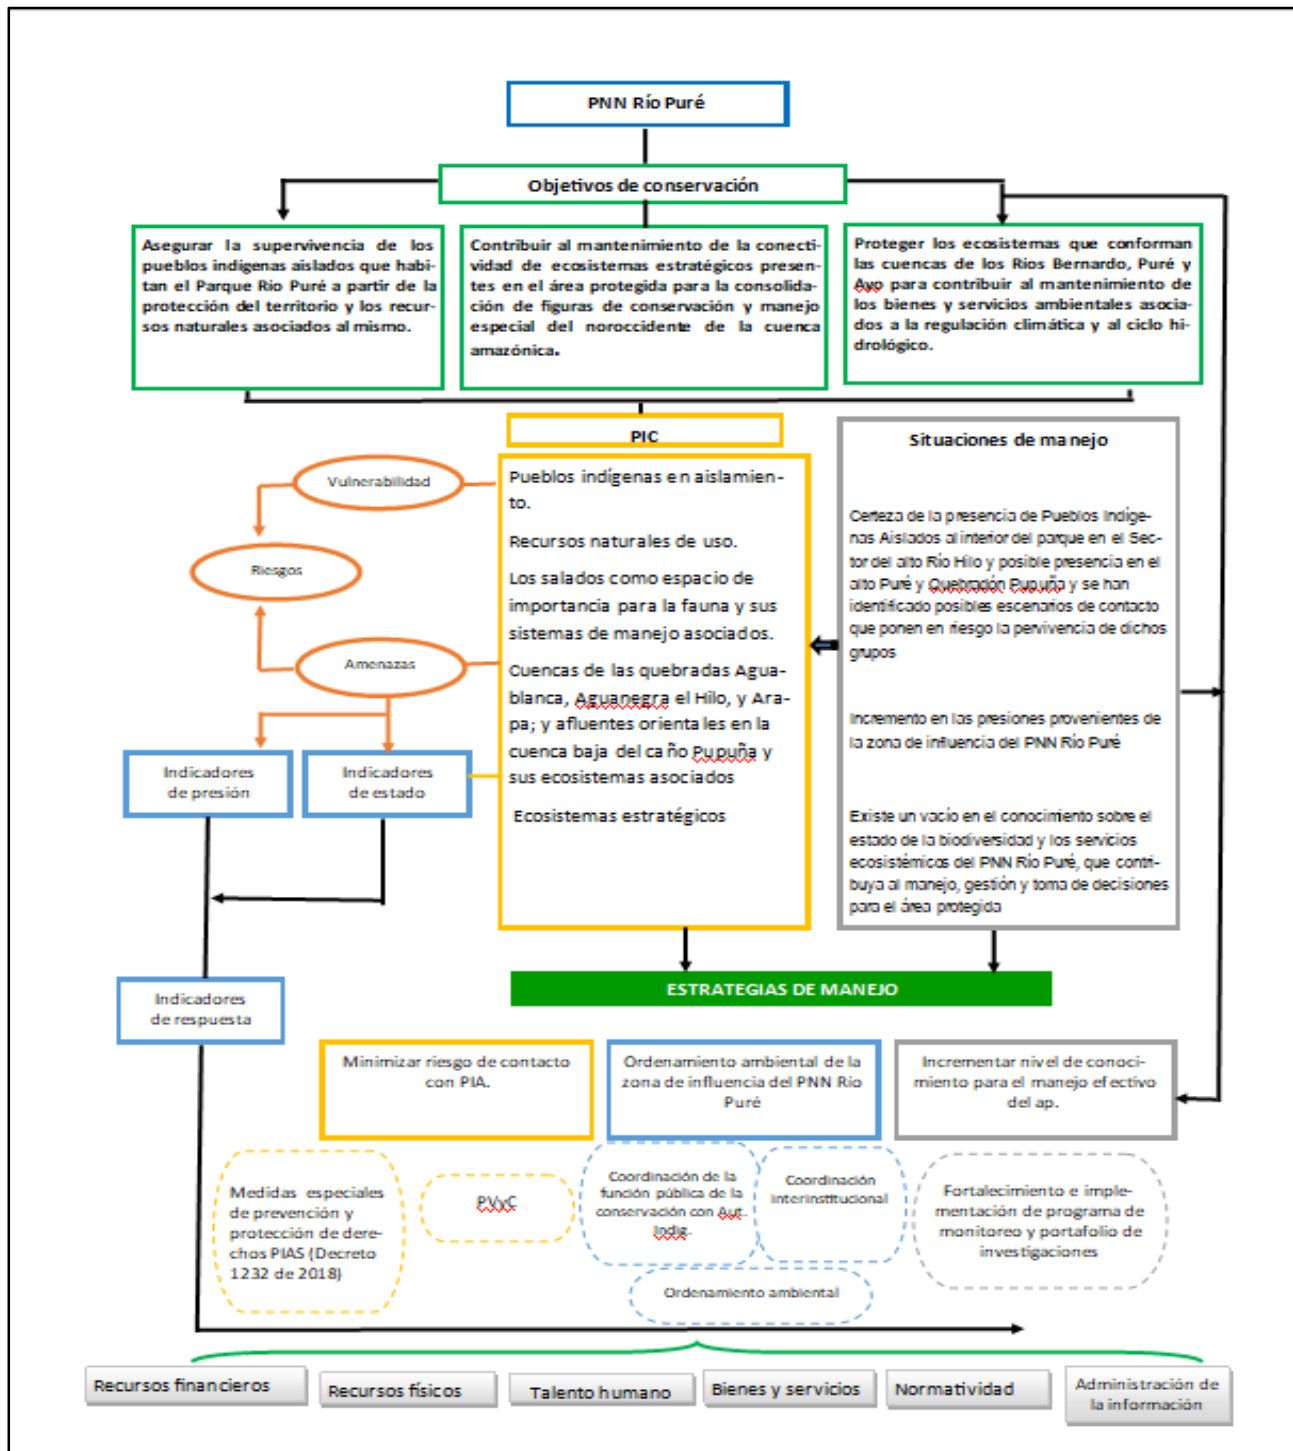 PNN Río Puré
Objetivos de conservación
Asegurar la supervivencia de los
pueblos indígenas aislados que habi-
tan el Parque Río Puré a partir de la
protección del territorio y los recur-
sos naturales asociados al mismo.
Contribuir al mantenimiento de la conecti-
vidad de ecosistemas estratégicos presen-
tes en el área protegida para la consolida-
ción de figuras de conservación y manejo
especial del noroccidente de la cuenca
amazónica.
Proteger los ecosistemas que conforman
las cuencas de los Ríos Bernardo, Puré y
Ayo para contribuir al mantenimiento de
los bienes y servicios ambientales asocia-
dos a la regulación climática y al ciclo hi-
drológico.
PIC
Pueblos indígenas en aislamien-
to.
Recursos naturales de uso.
Los salados como espacio de
importancia para la fauna y sus
sistemas de manejo asociados.
Cuencas de las quebradas Agua-
blanca, Aguanegra el Hilo, y Ara-
pa; y afluentes orientales en la
cuenca baja del caño Pupuña y
sus ecosistemas asociados
Ecosistemas estratégicos
Situaciones de manejo
Certeza de la presencia de Pueblos Indíge-
nas Aislados al interior del parque en el Sec-
tor del alto Río Hilo y posible presencia en el
alto Puré y Quebradón Pupuña y se han
identificado posibles escenarios de contacto
que ponen en riesgo la pervivencia de dichos
grupos
Incremento en las presiones provenientes de
la zona de influencia del PNN Río Puré
Existe un vacío en el conocimiento sobre el
estado de la biodiversidad y los servicios
ecosistémicos del PNN Río Puré, que contri-
buya al manejo, gestión y toma de decisiones
para el área protegida
Vulnerabilidad
Riesgos
Amenazas
Indicadores
de presión
Indicadores
de estado
Indicadores
de respuesta
ESTRATEGIAS DE MANEJO
Minimizar riesgo de contacto
con PIA.
Ordenamiento ambiental de la
zona de influencia del PNN Río
Puré
Incrementar nivel de conoci-
miento para el manejo efectivo
del ap.
Medidas especiales
de prevención y
protección de dere-
chos PIAS (Decreto
1232 de 2018)
PVyC
Coordinación de la
función pública de la
conservación con Aut.
Indig.
Coordinación
interinstitucional
Ordenamiento ambiental
Fortalecimiento e imple-
mentación de programa de
monitoreo y portafolio de
investigaciones
Recursos financieros
Recursos físicos
Talento humano
Bienes y servicios
Normatividad
Administración de
la información